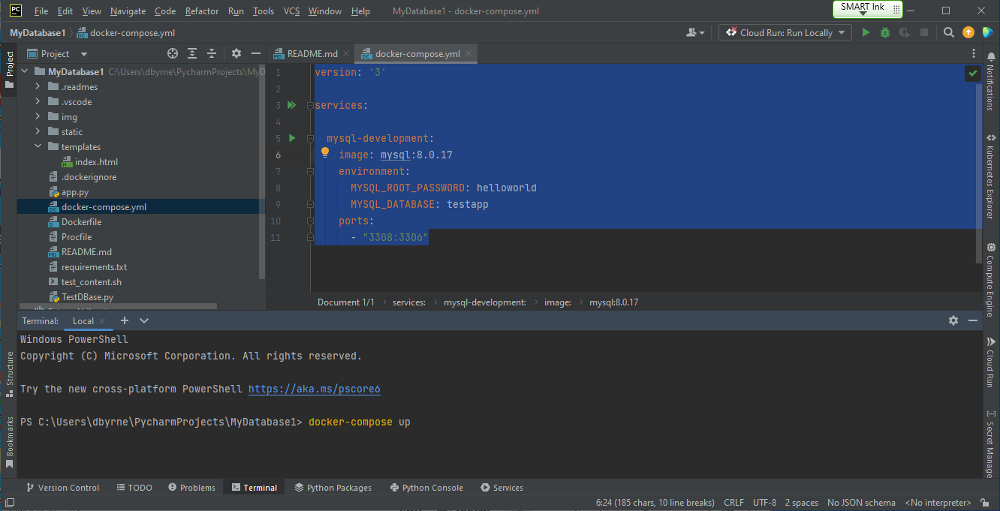 PC File Edit View Navigate Code Refactor Run Tools VCS Window Help MyDatabase1 - docker-compose.yml SMART Ink
MyDatabase1 docker-compose.yml Cloud Run: Run Locally
Project
Project
README.md docker-compose.yml
MyDatabase1 C:\Users\dbyrne\PycharmProjects\MyD
.readmes
.vscode
img
static
templates
index.html
.dockerignore
app.py
docker-compose.yml
Dockerfile
Procfile
README.md
requirements.txt
test_content.sh
TestDBase.py
1 version: '3'
2
3 services:
4
5 mysql-development:
6 image: mysql:8.0.17
7 environment:
8 MYSQL_ROOT_PASSWORD: helloworld
9 MYSQL_DATABASE: testapp
10 ports:
11 - "3308:3306"
Document 1/1 services: mysql-development: image: mysql:8.0.17
Notifications
Kubernetes Explorer
Compute Engine
Cloud Run
Secret Manage
Structure
Bookmarks
Terminal: Local
Windows PowerShell
Copyright (C) Microsoft Corporation. All rights reserved.
Try the new cross-platform PowerShell https://aka.ms/pscore6
PS C:\Users\dbyrne\PycharmProjects\MyDatabase1> docker-compose up
Version Control TODO Problems Terminal Python Packages Python Console Services
6:24 (185 chars, 10 line breaks) CRLF UTF-8 2 spaces No JSON schema <No interpreter>